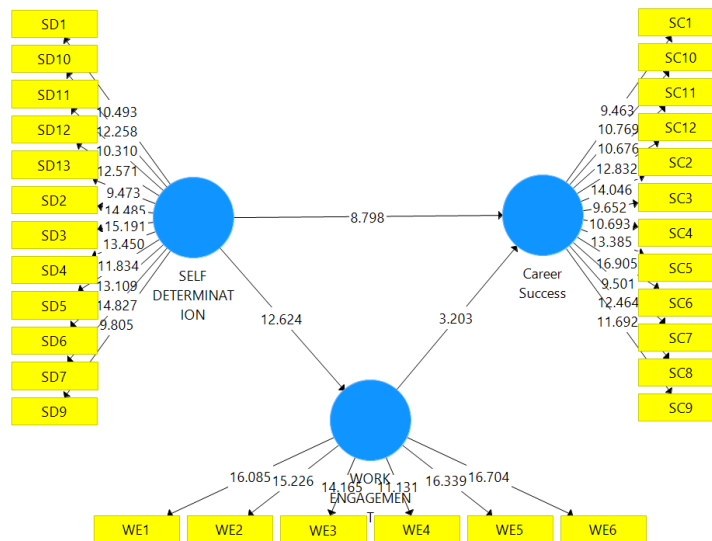 SD1
SD10
SD11
SD12
SD13
SD2
SD3
SD4
SD5
SD6
SD7
SD9
10.493
12.258
10.310
12.571
9.473
14.485
15.191
13.450
11.834
13.109
14.827
9.805
SELF
DETERMINAT
ION
8.798
12.624
3.203
Career
Success
9.463
10.769
10.676
12.832
14.046
9.652
10.693
13.385
16.905
9.501
12.464
11.692
SC1
SC10
SC11
SC12
SC2
SC3
SC4
SC5
SC6
SC7
SC8
SC9
WORK
ENGAGEMEN
T
16.085
15.226
14.165
11.131
16.339
16.704
WE1
WE2
WE3
WE4
WE5
WE6